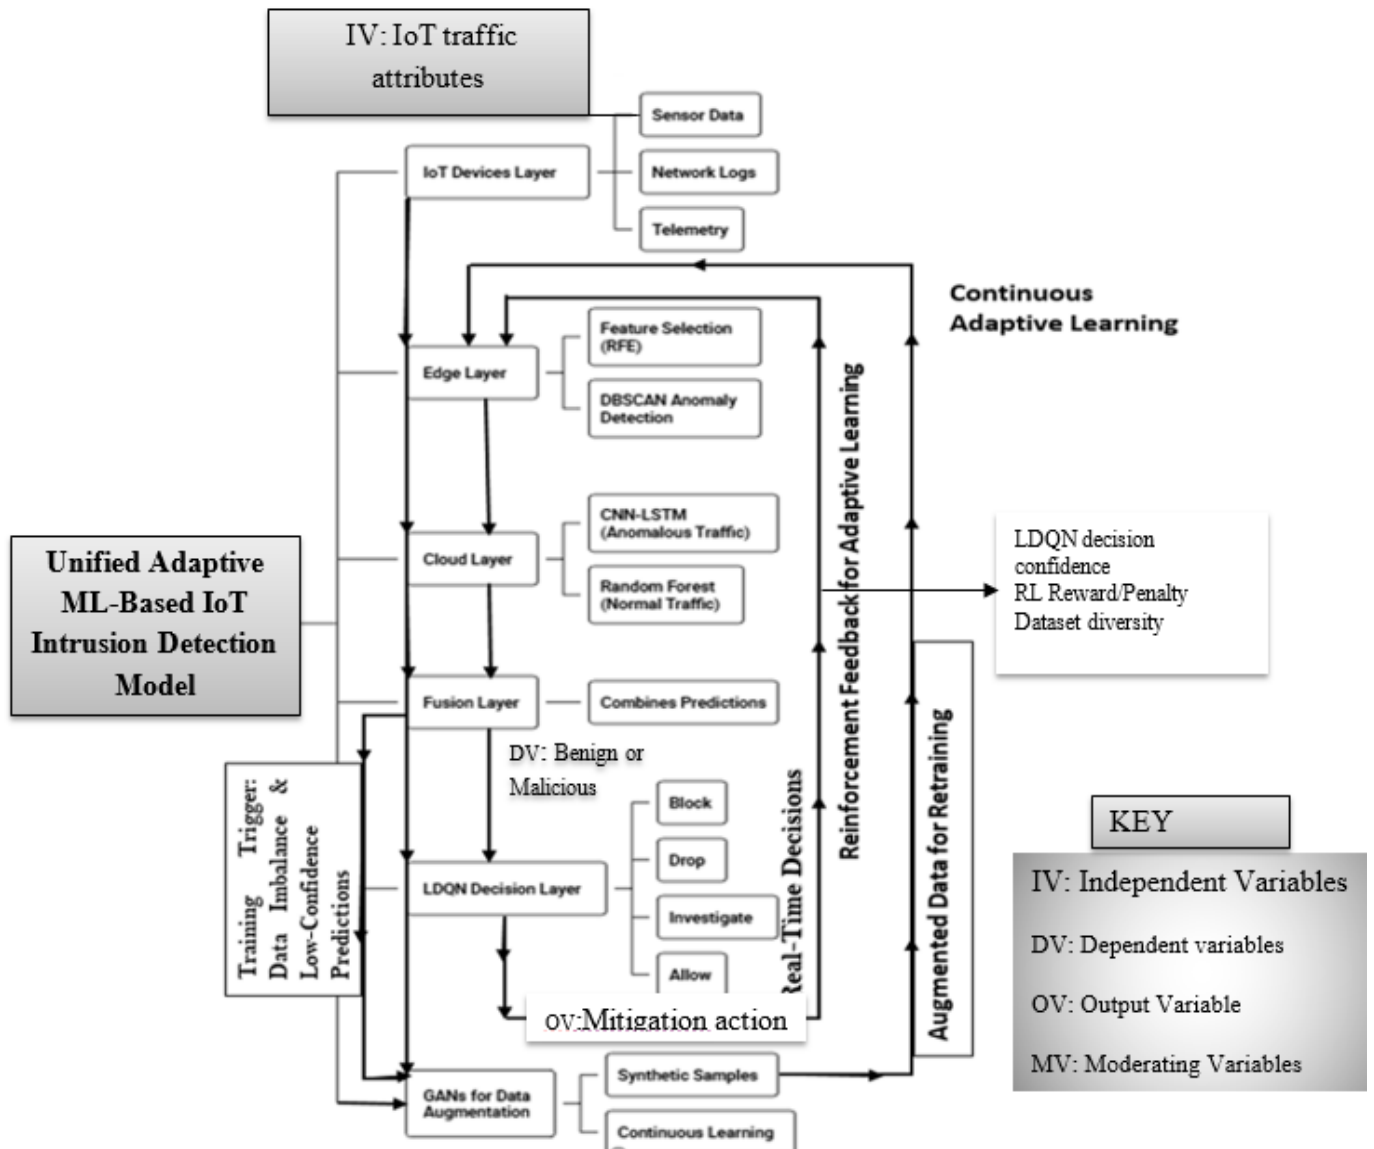 IV: IoT traffic
attributes
Sensor Data
IoT Devices Layer
Network Logs
Telemetry
Continuous
Adaptive Learning
Feature Selection
(RFE)
Edge Layer
DBSCAN Anomaly
Detection
CNN-LSTM
(Anomalous Traffic)
Cloud Layer
Random Forest
(Normal Traffic)
Unified Adaptive
ML-Based IoT
Intrusion Detection
Model
LDQN decision
confidence
RL Reward/Penalty
Dataset diversity
Fusion Layer
Combines Predictions
DV: Benign or
Malicious
Training Trigger:
Data Imbalance &
Low-Confidence
Predictions
Block
Drop
LDQN Decision Layer
Investigate
Allow
Real-Time Decisions
Reinforcement Feedback for Adaptive Learning
Augmented Data for Retraining
OV:Mitigation action
Synthetic Samples
GANs for Data
Augmentation
Continuous Learning
KEY
IV: Independent Variables
DV: Dependent variables
OV: Output Variable
MV: Moderating Variables